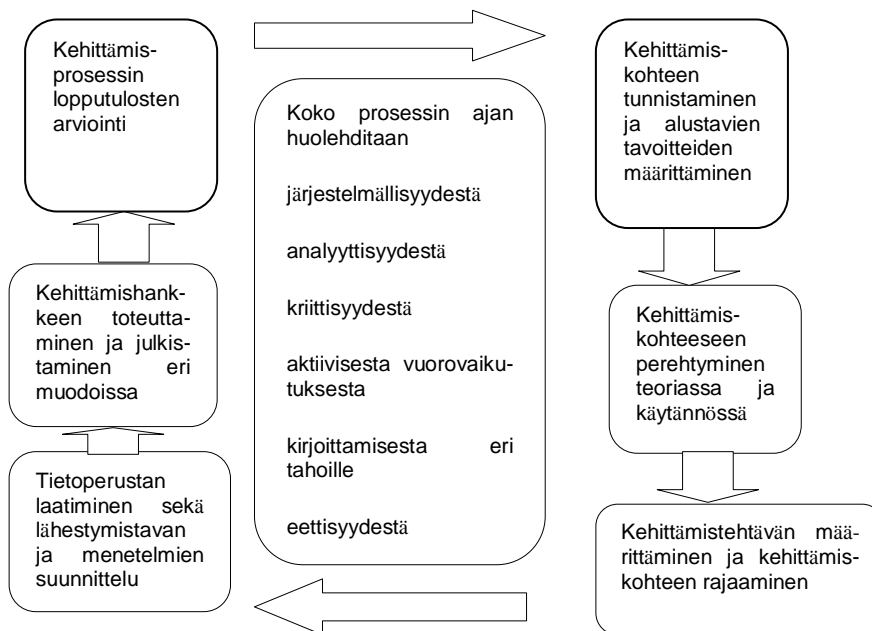 Kehittämis-
prosessin
lopputulosten
arviointi
Koko prosessin ajan
huolehditaan
järjestelmällisyydestä
analyyttisyydestä
kriittisyydestä
aktiivisesta vuorovaiku-
tuksesta
kirjoittamisesta eri
tahoille
eettisyydestä
Kehittämis-
kohteen
tunnistaminen
ja alustavien
tavoitteiden
määrittäminen
Kehittämis-
kohteeseen
perehtyminen
teoriassa ja
käytännössä
Kehittämistehtävän mää-
rittäminen ja kehittämis-
kohteen rajaaminen
Tietoperustan
laatiminen sekä
lähestymistavan
ja menetelmien
suunnittelu
Kehittämishank-
keen toteutta-
minen ja julkis-
taminen eri
muodoissa